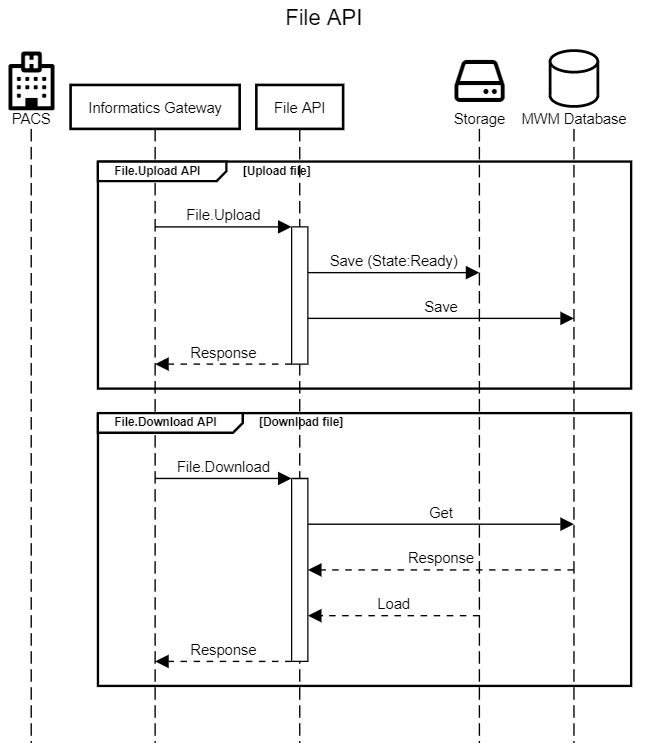 File API
H
PACS
Informatics Gateway
File API
Storage
MWM Database
File.Upload API [Upload file]
File.Upload
Save (State:Ready)
Save
Response
File.Download API [Download file]
File.Download
Get
Response
Load
Response